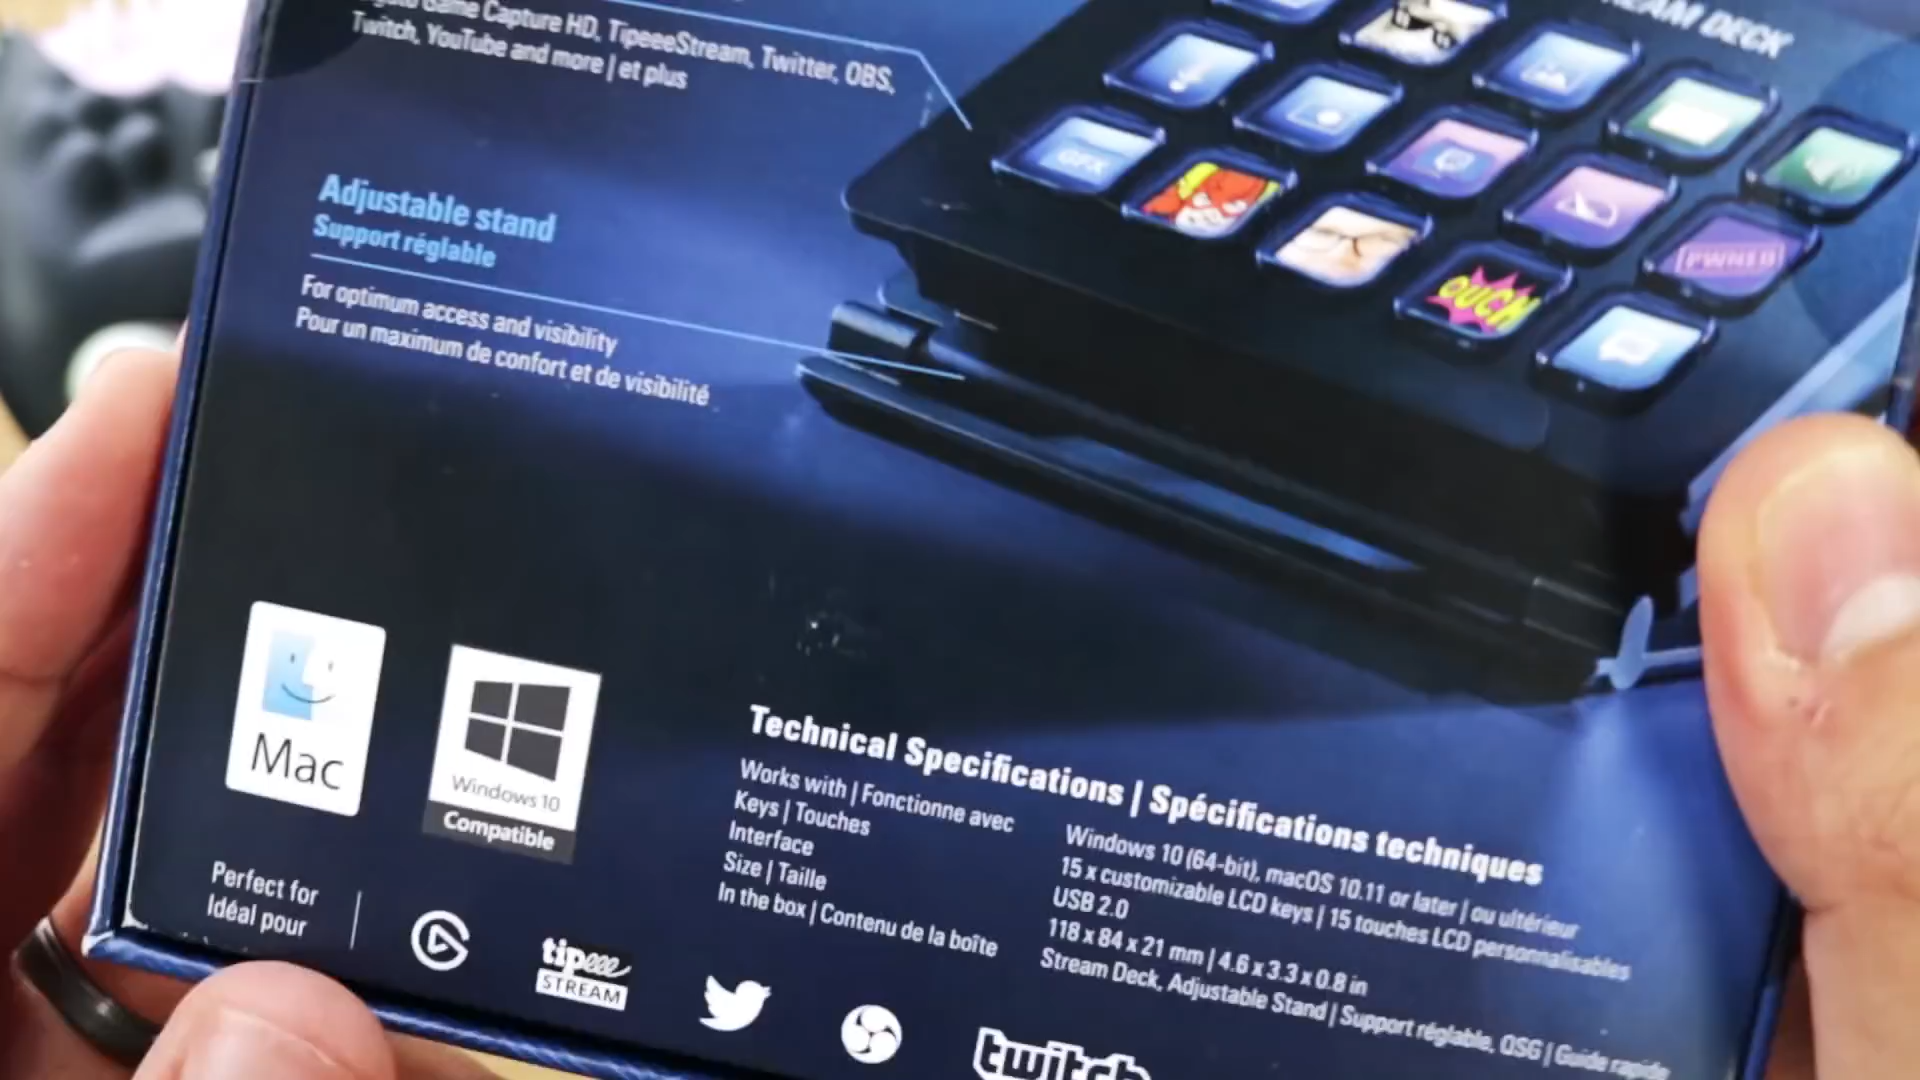 Game Capture HD, TipeeeStream, Twitter, OBS,
Twitch, YouTube and more | et plus
DECK
GFX
OUCH
PWNED
Adjustable stand
Support réglable
For optimum access and visibility
Pour un maximum de confort et de visibilité
Mac
Windows 10
Compatible
Technical Specifications | Spécifications techniques
Works with | Fonctionne avec
Windows 10 (64-bit), macOS 10.11 or later | ou ultérieur
Keys | Touches
15 x customizable LCD keys | 15 touches LCD personnalisables
Interface
USB 2.0
Size | Taille
118 x 84 x 21 mm | 4.6 x 3.3 x 0.8 in
In the box | Contenu de la boîte
Stream Deck, Adjustable Stand | Support réglable, QSG | Guide rapide
Perfect for
Idéal pour
tipeee
STREAM
twitch